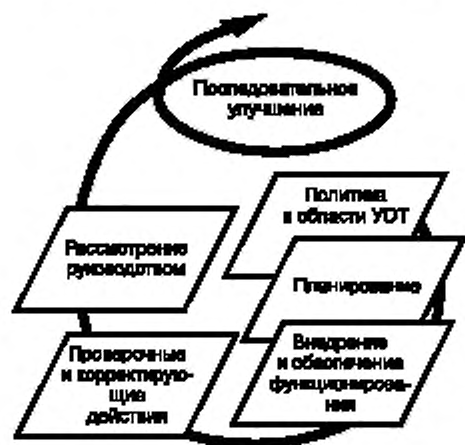 Последовательное
улучшение
Политика
в области УОТ
Рассмотрение
руководством
Планирование
Проверочные
и корректирую-
щие
действия
Внедрение
и обеспечение
функционирова-
ния